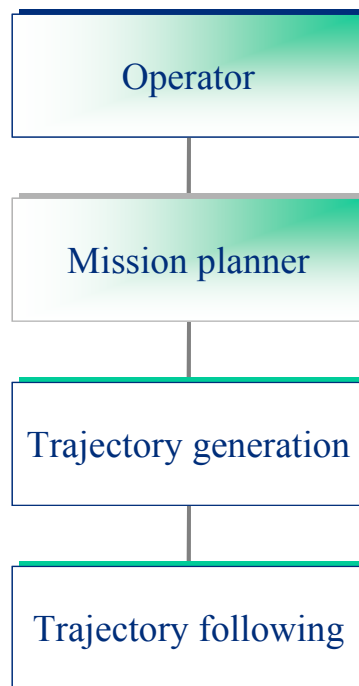 Operator
Mission planner
Trajectory generation
Trajectory following